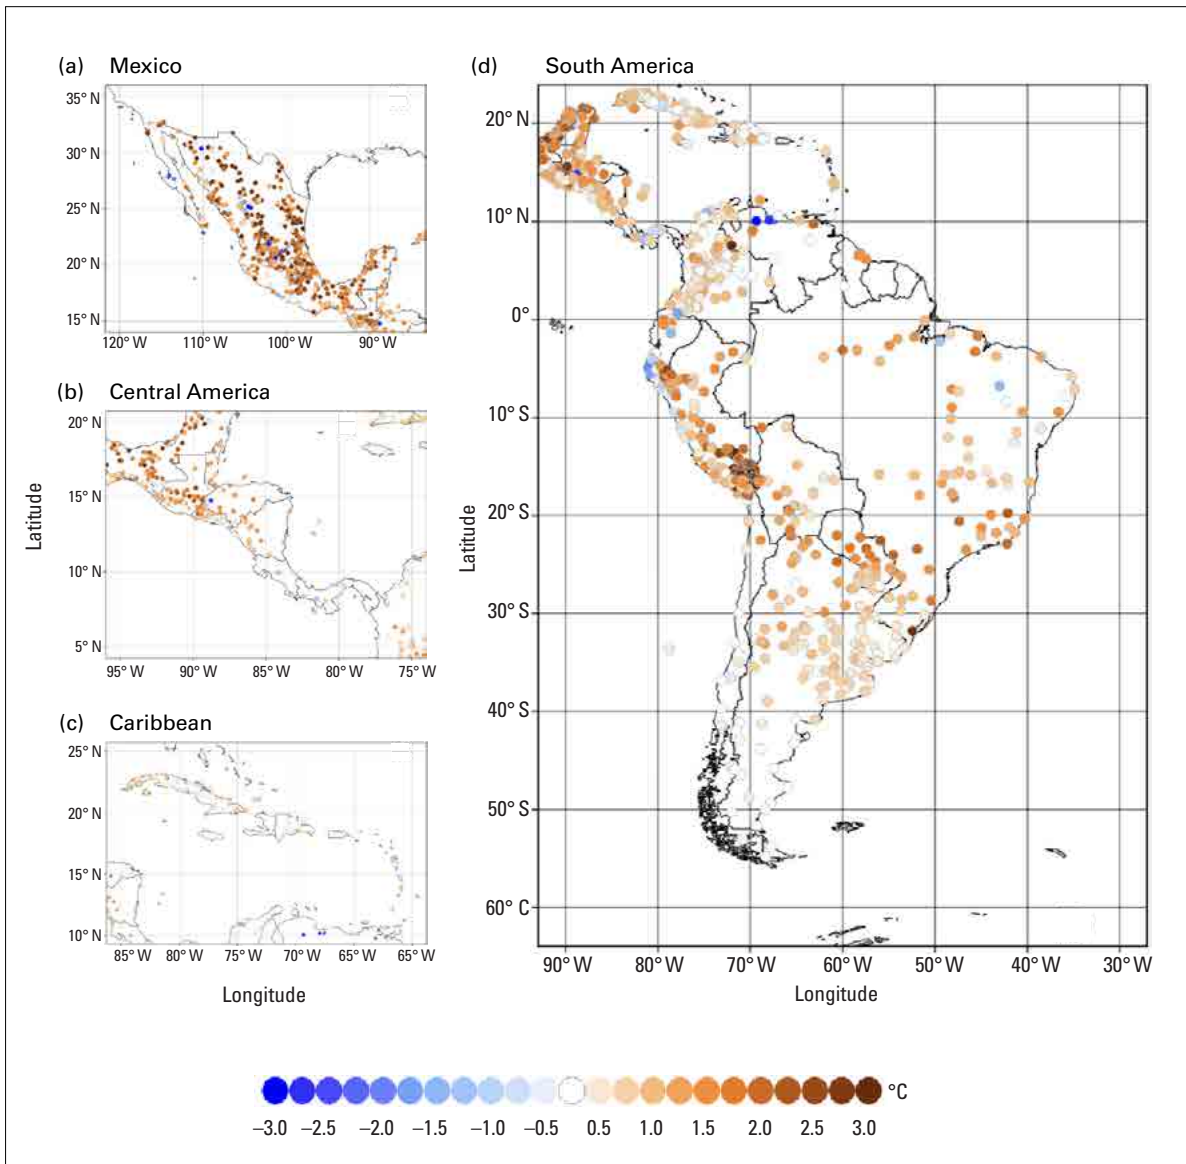 (a) Mexico
35° N
30° N
25° N
20° N
15° N
120° W 110° W 100° W 90° W
(b) Central America
20° N
15° N
10° N
5° N
95° W 90° W 85° W 80° W 75° W
(c) Caribbean
25° N
20° N
15° N
10° N
85° W 80° W 75° W 69° W 65° W 65° W
Latitude
Longitude
(d) South America
20° N
10° N
0°
10° S
20° S
30° S
40° S
50° S
60° C
90° W 80° W 70° W 60° W 50° W 40° W 30° W
Latitude
Longitude
°C
–3.0 –2.5 –2.0 –1.5 –1.0 –0.5 0.5 1.0 1.5 2.0 2.5 3.0